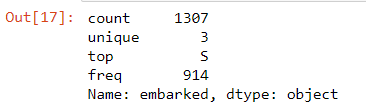 Out[17]: count 1307
unique 3
top S
freq 914
Name: embarked, dtype: object